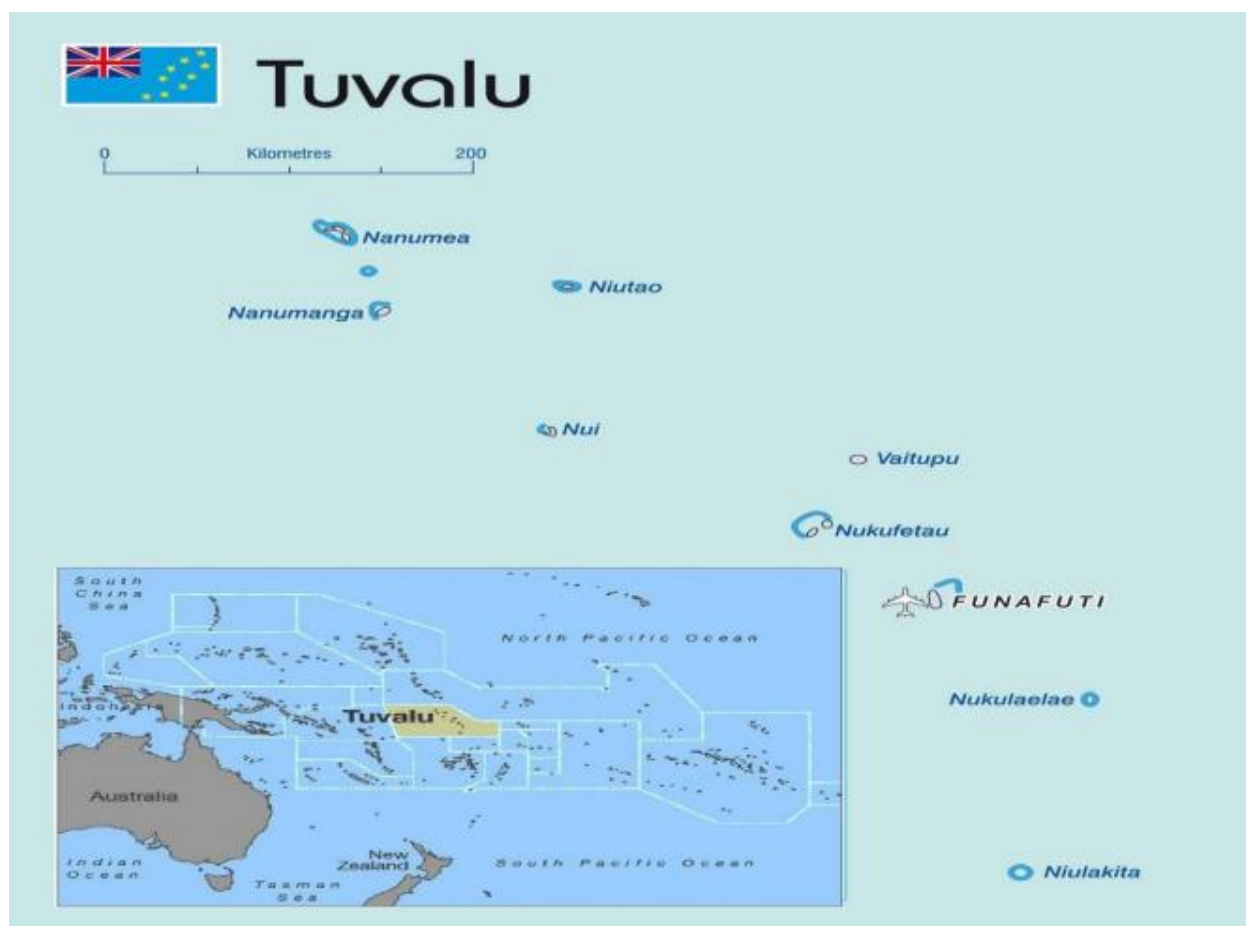 Tuvalu
0 Kilometres 200
Nanumea
Niutao
Nanumanga
Nui
Vaitupu
Nukufetau
FUNAFUTI
Nukulaelae
Niulakita
South
China
Sea
North Pacific Ocean
Indonesia
Tuvalu
Australia
New
Zealand
Indian
Ocean
South Pacific Ocean
Tasman
Sea